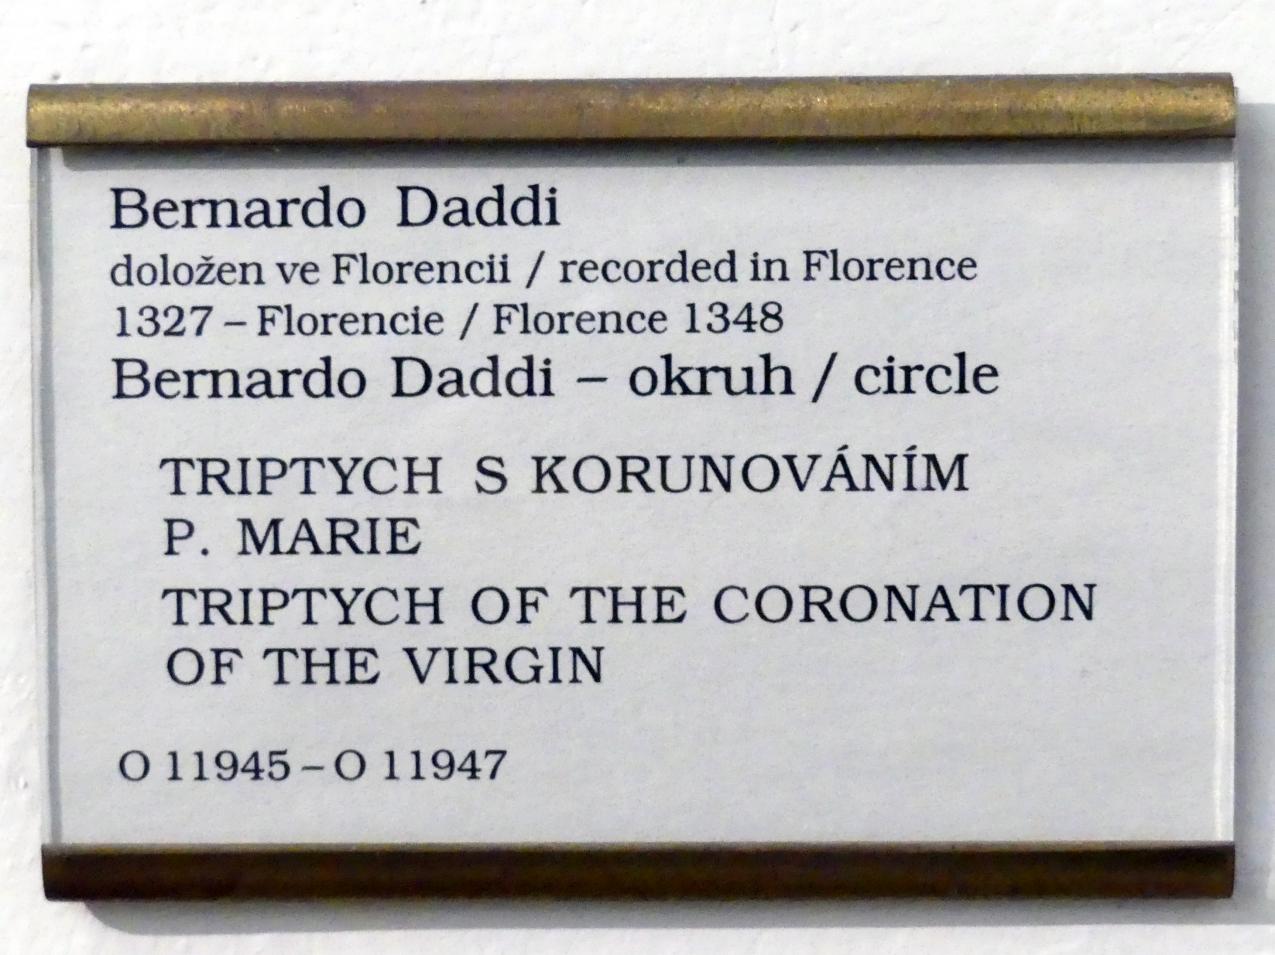 Bernardo Daddi
doložen ve Florencii / recorded in Florence
1327 – Florencie / Florence 1348
Bernardo Daddi – okruh / circle
TRIPTYCH S KORUNOVÁNÍM
P. MARIE
TRIPTYCH OF THE CORONATION
OF THE VIRGIN
O 11945 – O 11947